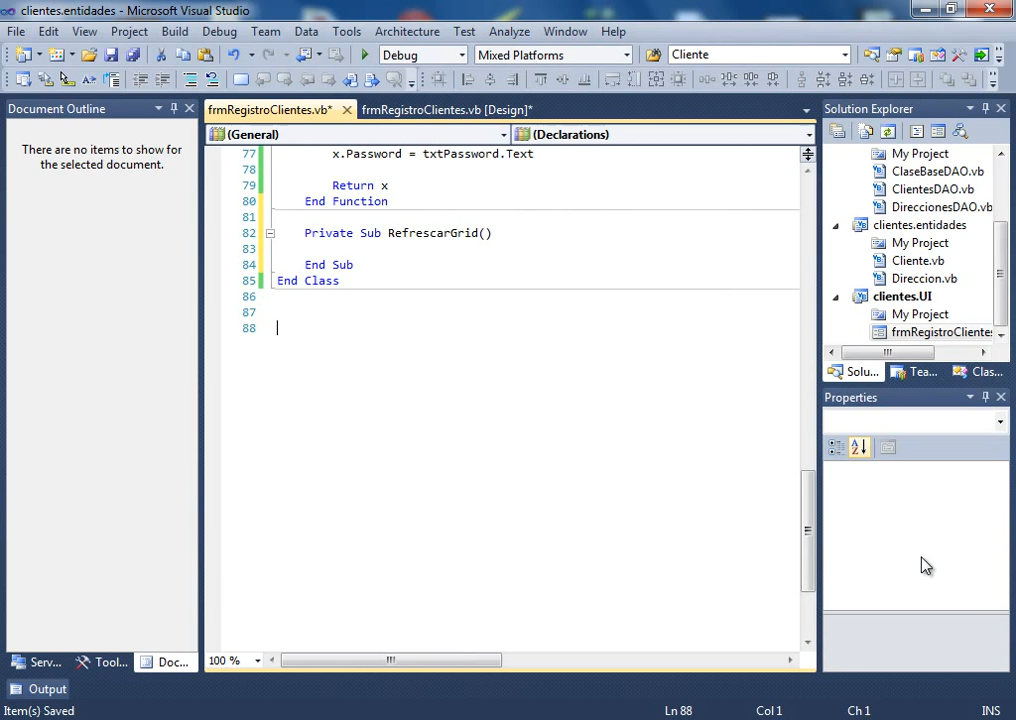 clientes.entidades - Microsoft Visual Studio
File Edit View Project Build Debug Team Data Tools Architecture Test Analyze Window Help
Debug Mixed Platforms Cliente
Document Outline
There are no items to show for
the selected document.
frmRegistroClientes.vb* frmRegistroClientes.vb [Design]*
(General) (Declarations)
77 x.Password = txtPassword.Text
78
79 Return x
80 End Function
81
82 Private Sub RefrescarGrid()
83
84 End Sub
85 End Class
86
87
88
100 %
Solution Explorer
My Project
ClaseBaseDAO.vb
ClientesDAO.vb
DireccionesDAO.vb
clientes.entidades
My Project
Cliente.vb
Direccion.vb
clientes.UI
My Project
frmRegistroClientes
Solu... Tea... Clas...
Properties
Serv... Tool... Doc...
Output
Item(s) Saved Ln 88 Col 1 Ch 1 INS